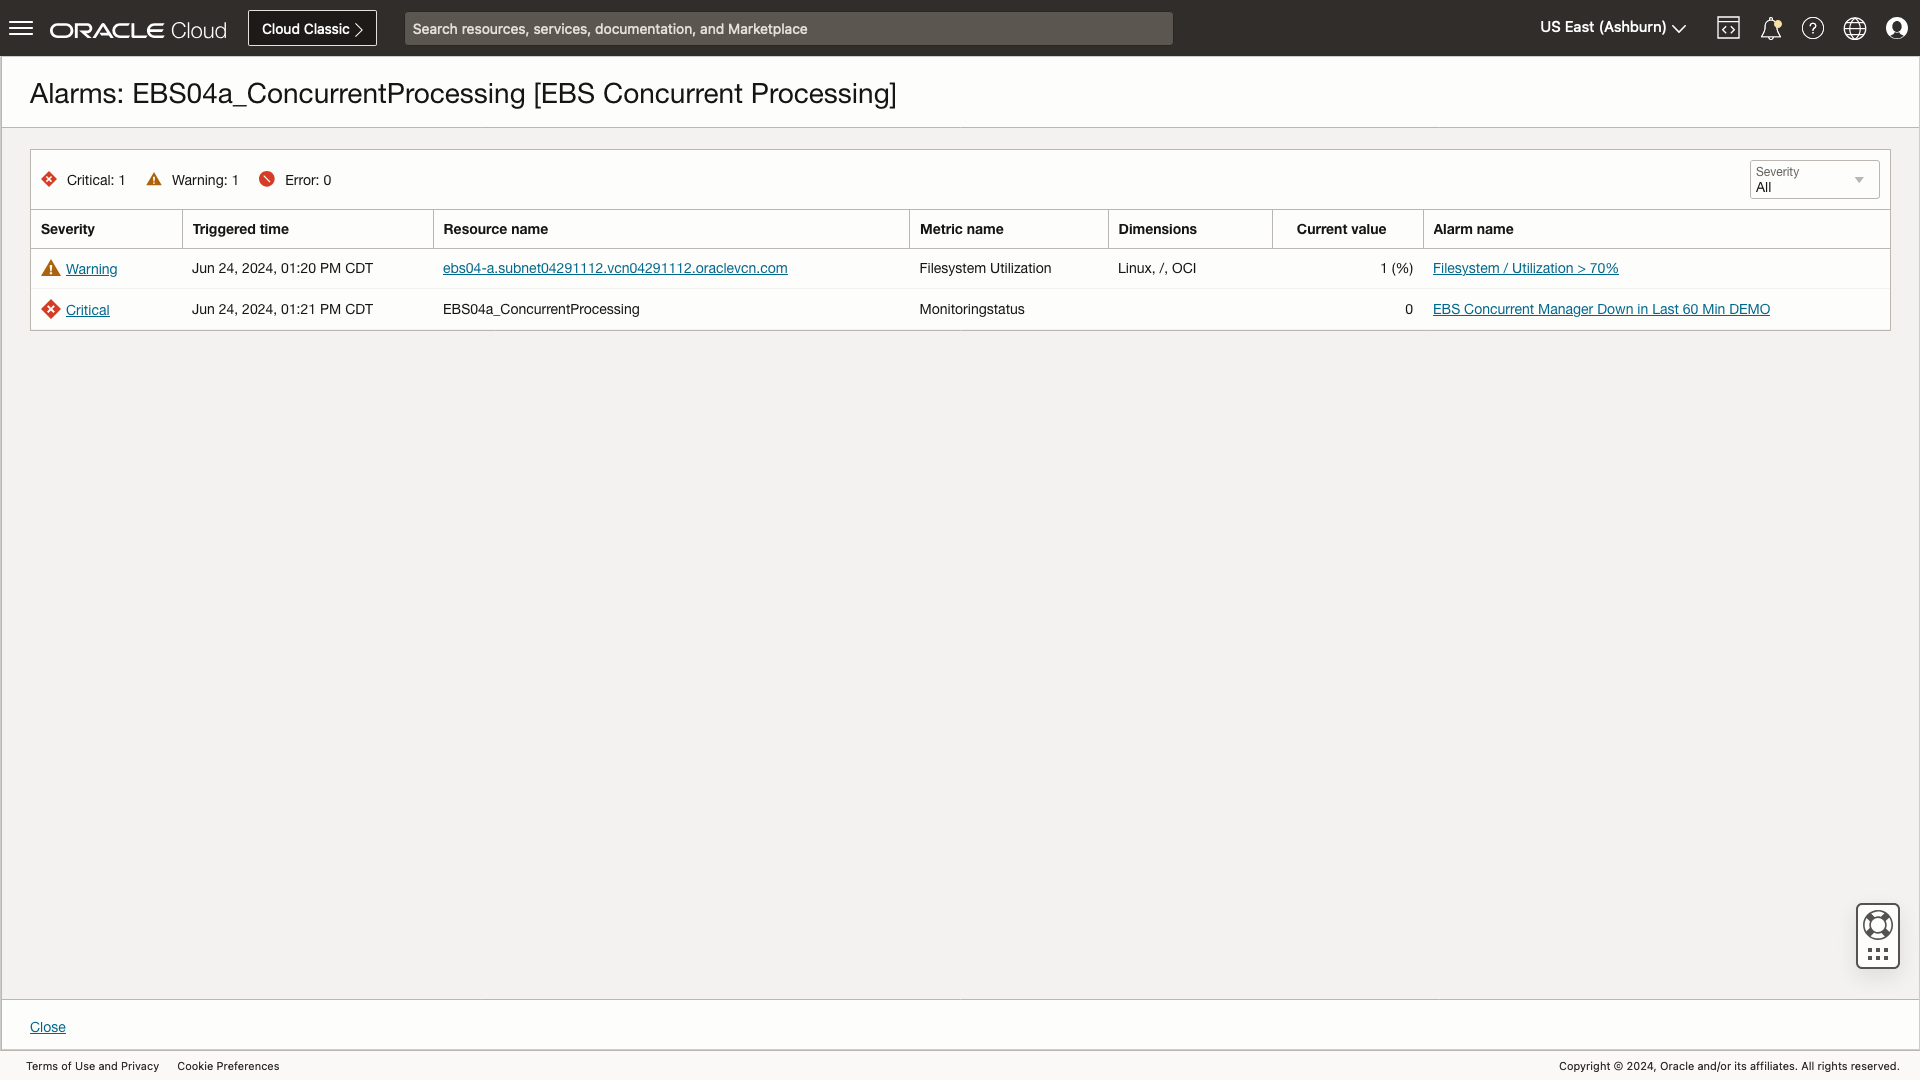 ORACLE Cloud
Cloud Classic
Search resources, services, documentation, and Marketplace
US East (Ashburn)
Alarms: EBS04a_ConcurrentProcessing [EBS Concurrent Processing]
Critical: 1 Warning: 1 Error: 0
Severity
All
Severity Triggered time Resource name Metric name Dimensions Current value Alarm name
Warning Jun 24, 2024, 01:20 PM CDT ebs04-a.subnet04291112.vcn04291112.oraclevcn.com Filesystem Utilization Linux, /, OCI 1 (%) Filesystem / Utilization > 70%
Critical Jun 24, 2024, 01:21 PM CDT EBS04a_ConcurrentProcessing Monitoringstatus 0 EBS Concurrent Manager Down in Last 60 Min DEMO
Close
Terms of Use and Privacy Cookie Preferences Copyright © 2024, Oracle and/or its affiliates. All rights reserved.